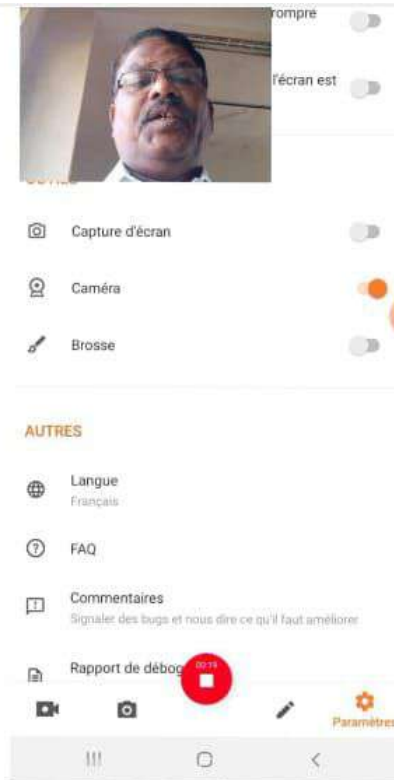 rompre
l'écran est
Capture d'écran
Caméra
Brosse
AUTRES
Langue
Français
FAQ
Commentaires
Signaler des bugs et nous dire ce qu'il faut améliorer
Rapport de débog
00:19
Paramètres